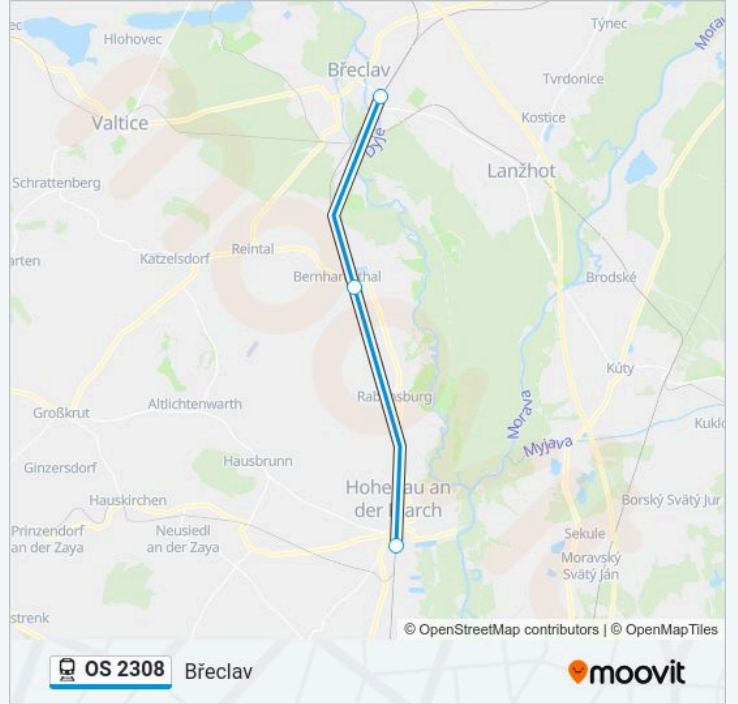 Týnec
Hlohovec
Břeclav
Tvrdonice
Valtice
Kostice
Dyje
Lanžhot
Schrattenberg
Reintal
Katzelsdorf
Brodské
Kúty
Altlichtenwarth
Großkrut
Morava
Myjava
Hausbrunn
Ginzersdorf
Hauskirchen
Borský Svätý Jur
Prinzendorf
an der Zaya
Neusiedl
an der Zaya
Sekule
Moravský
Svätý Ján
© OpenStreetMap contributors | © OpenMapTiles
OS 2308 Břeclav
moovit